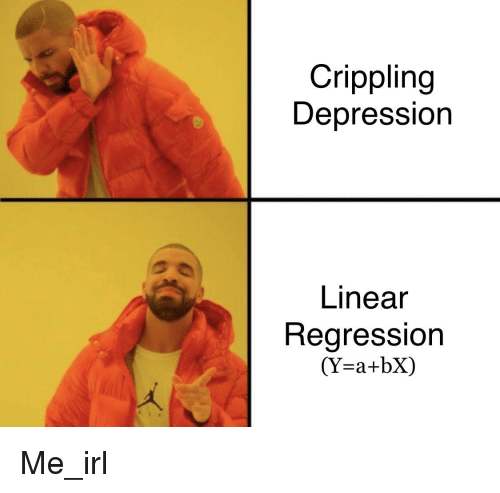 Crippling
Depression
Linear
Regression
(Y=a+bX)
Me_irl